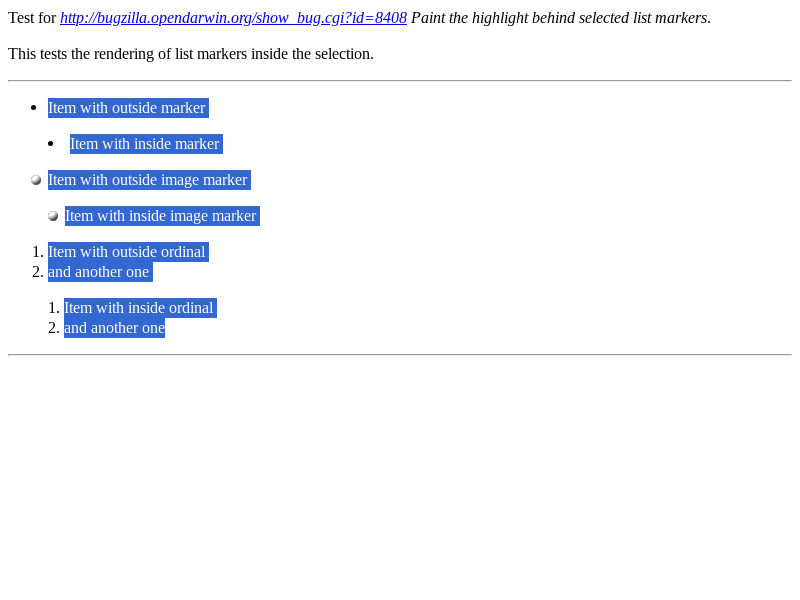 Test for http://bugzilla.opendarwin.org/show_bug.cgi?id=8408 Paint the highlight behind selected list markers.
This tests the rendering of list markers inside the selection.
• Item with outside marker
• Item with inside marker
Item with outside image marker
Item with inside image marker
1. Item with outside ordinal
2. and another one
1. Item with inside ordinal
2. and another one